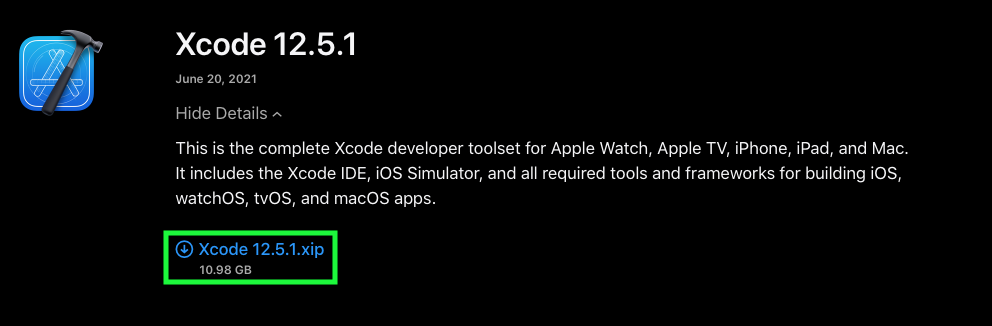 Xcode 12.5.1
June 20, 2021
Hide Details
This is the complete Xcode developer toolset for Apple Watch, Apple TV, iPhone, iPad, and Mac.
It includes the Xcode IDE, iOS Simulator, and all required tools and frameworks for building iOS,
watchOS, tvOS, and macOS apps.
Xcode 12.5.1.xip
10.98 GB